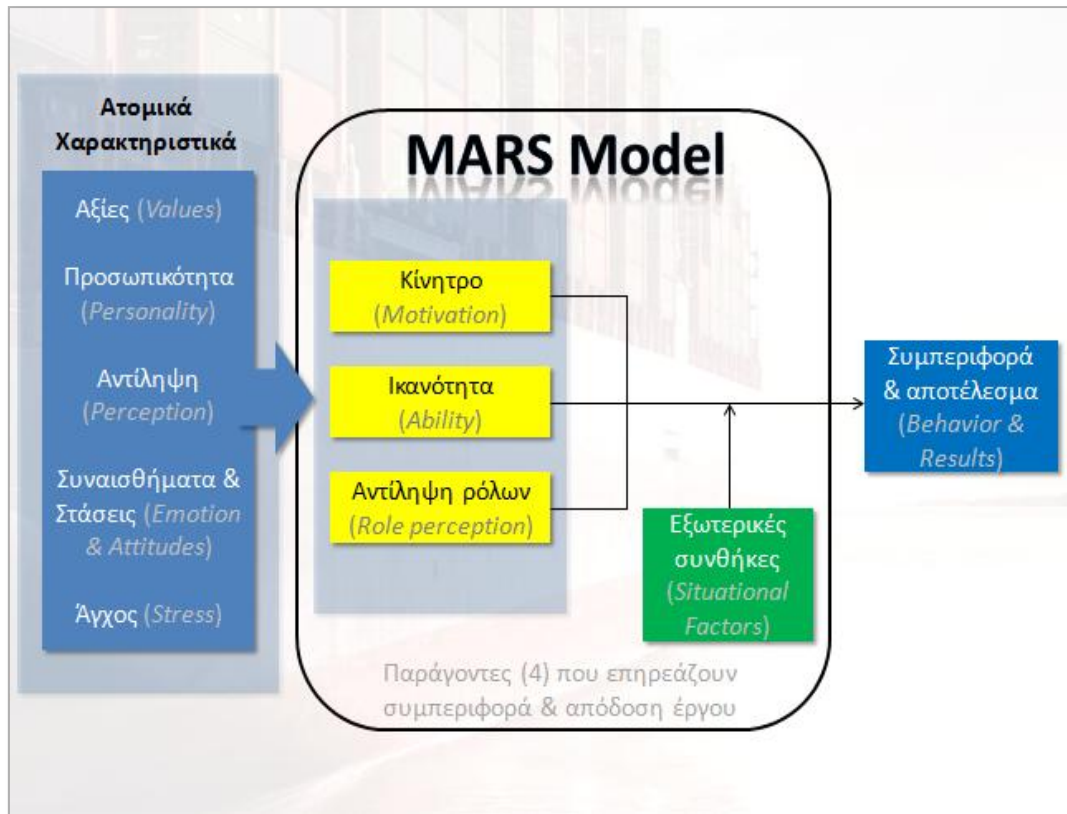 Ατομικά
Χαρακτηριστικά
Αξίες (Values)
Προσωπικότητα
(Personality)
Αντίληψη
(Perception)
Συναισθήματα &
Στάσεις (Emotion
& Attitudes)
Άγχος (Stress)
MARS Model
Κίνητρο
(Motivation)
Ικανότητα
(Ability)
Αντίληψη ρόλων
(Role perception)
Εξωτερικές
συνθήκες
(Situational
Factors)
Παράγοντες (4) που επηρεάζουν
συμπεριφορά & απόδοση έργου
Συμπεριφορά
& αποτέλεσμα
(Behavior &
Results)